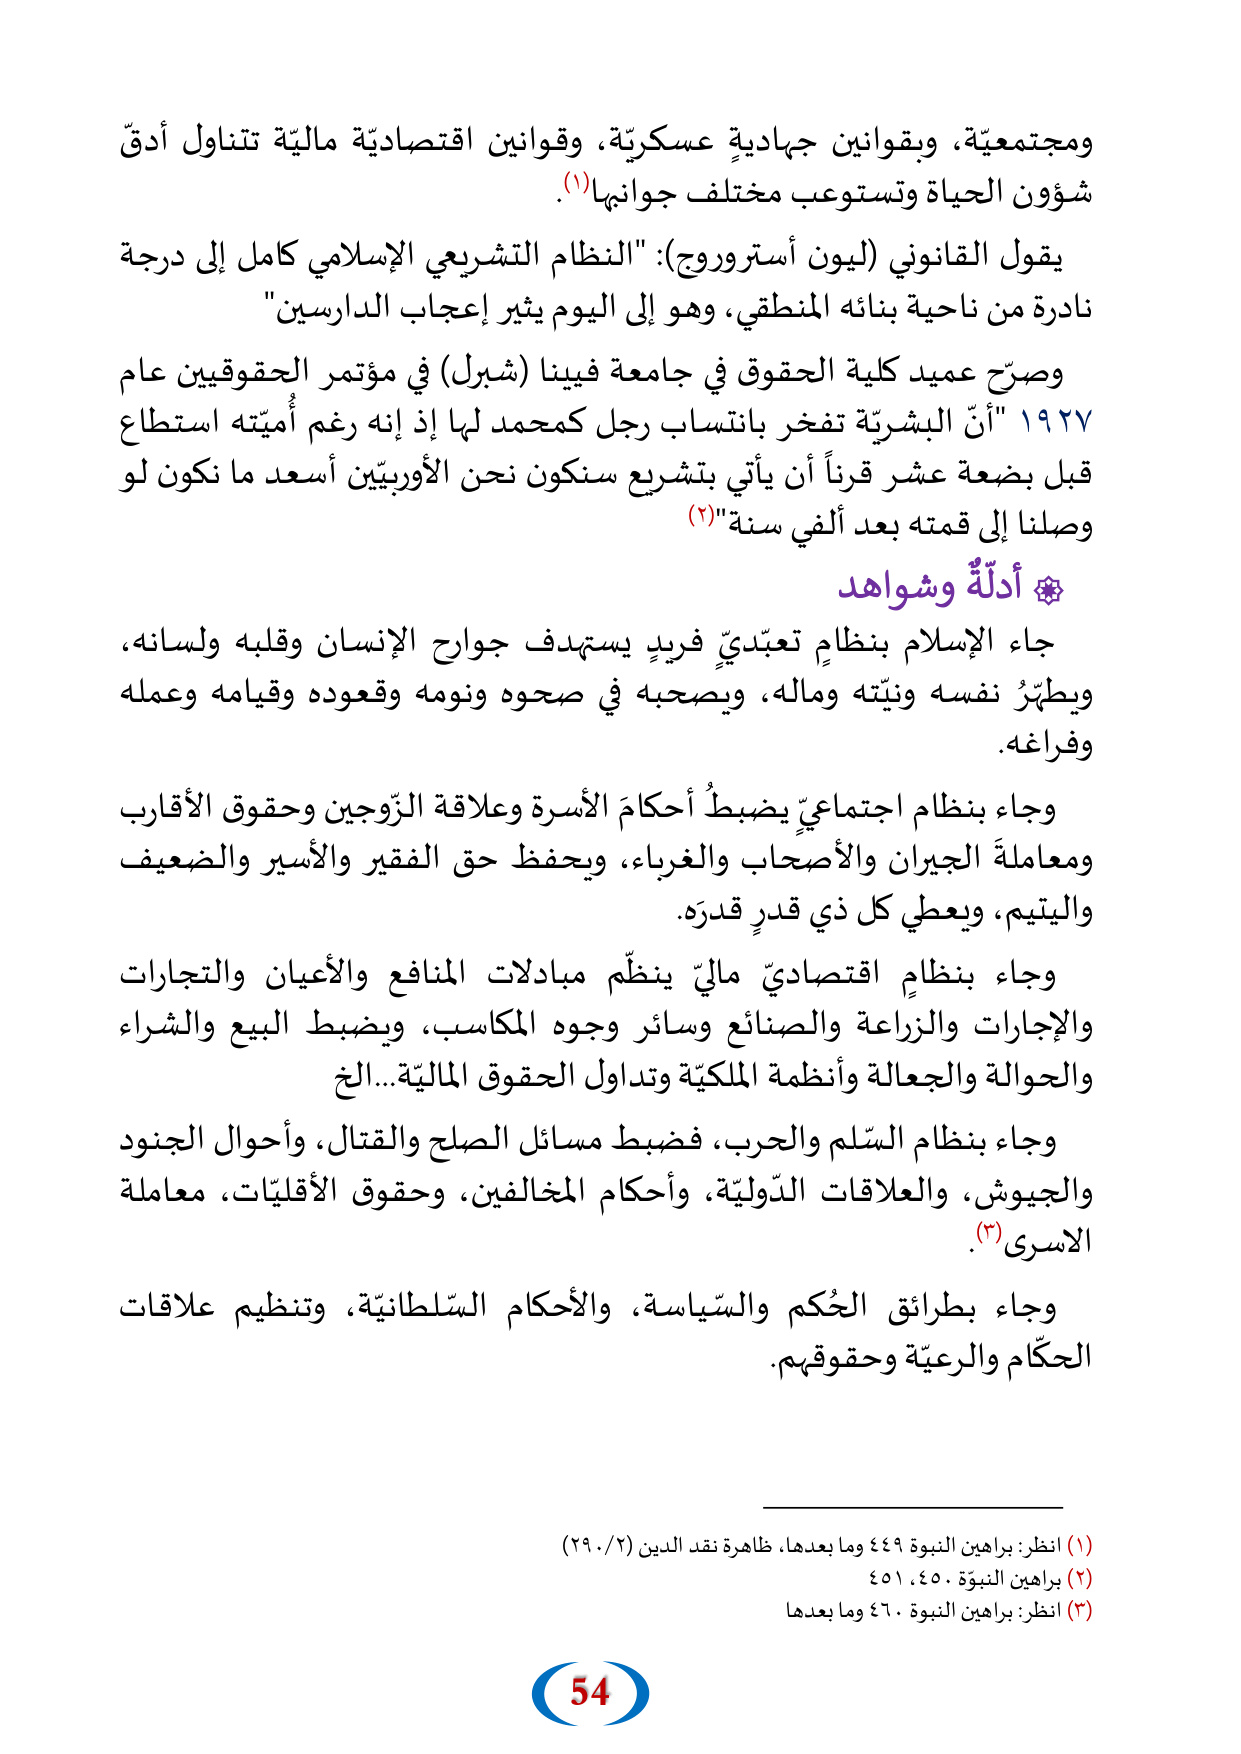 ومجتمعيّة، وبقوانين جهاديةٍ عسكريّة، وقوانين اقتصاديّة ماليّة تتناول أدقّ
شؤون الحياة وتستوعب مختلف جوانبها(١).
يقول القانوني (ليون أستروروج): "النظام التشريعي الإسلامي كامل إلى درجة
نادرة من ناحية بنائه المنطقي، وهو إلى اليوم يثير إعجاب الدارسين"
وصرّح عميد كلية الحقوق في جامعة فيينا (شبرل) في مؤتمر الحقوقيين عام
١٩٢٧ "أنّ البشريّة تفخر بانتساب رجل كمحمد لها إذ إنه رغم أُميّته استطاع
قبل بضعة عشر قرناً أن يأتي بتشريع سنكون نحن الأوربيّين أسعد ما نكون لو
وصلنا إلى قمته بعد ألفي سنة"(٢)
۞ أدلّةٌ وشواهد
جاء الإسلام بنظامٍ تعبّديّ فريدٍ يستهدف جوارح الإنسان وقلبه ولسانه،
ويطهّرُ نفسه ونيّته وماله، ويصحبه في صحوه ونومه وقعوده وقيامه وعمله
وفراغه.
وجاء بنظام اجتماعيّ يضبطُ أحكامَ الأسرة وعلاقة الزّوجين وحقوق الأقارب
ومعاملةَ الجيران والأصحاب والغرباء، ويحفظ حق الفقير والأسير والضعيف
واليتيم، ويعطي كل ذي قدرٍ قدرَه.
وجاء بنظامٍ اقتصاديّ ماليّ ينظّم مبادلات المنافع والأعيان والتجارات
والإجارات والزراعة والصنائع وسائر وجوه المكاسب، ويضبط البيع والشراء
والحوالة والجعالة وأنظمة الملكيّة وتداول الحقوق الماليّة...الخ
وجاء بنظام السّلم والحرب، فضبط مسائل الصلح والقتال، وأحوال الجنود
والجيوش، والعلاقات الدّوليّة، وأحكام المخالفين، وحقوق الأقليّات، معاملة
الاسرى(٣).
وجاء بطرائق الحُكم والسّياسة، والأحكام السّلطانيّة، وتنظيم علاقات
الحكّام والرعيّة وحقوقهم.
(١) انظر: براهين النبوة ٤٤٩ وما بعدها، ظاهرة نقد الدين (٢٩٠/٢)
(٢) براهين النبوّة ٤٥٠، ٤٥١
(٣) انظر: براهين النبوة ٤٦٠ وما بعدها
54